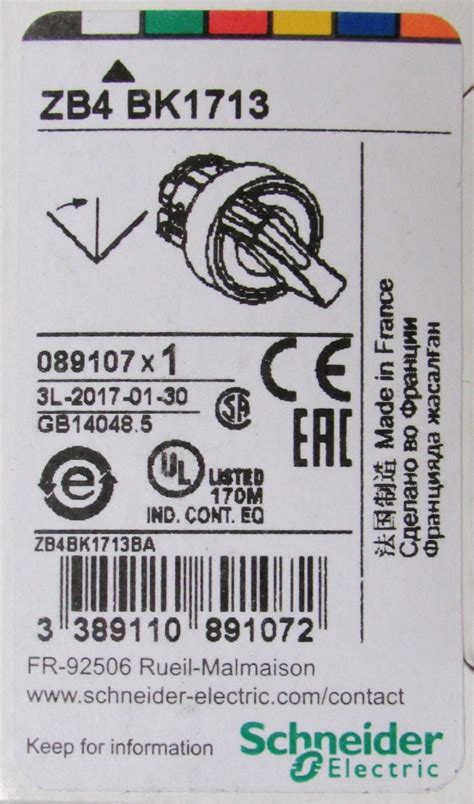 ZB4 BK1713
089107 x 1
3L-2017-01-30
GB14048.5
SA
CE
EAC
e
UL
LISTED
170M
IND. CONT. EQ
ZB4BK1713BA
3 389110 891072
FR-92506 Rueil-Malmaison
www.schneider-electric.com/contact
Keep for information
Schneider
Electric
法国制造 Made in France
Сделано во Франции
Францияда жасалған